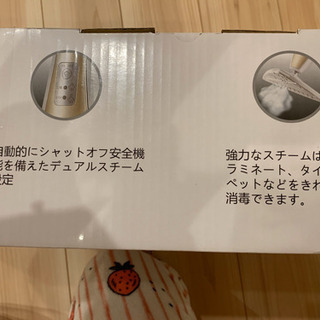 自動的にシャットオフ安全機
能を備えたデュアルスチーム
設定
強力なスチームは
ラミネート、タイ
ペットなどをきれ
消毒できます。